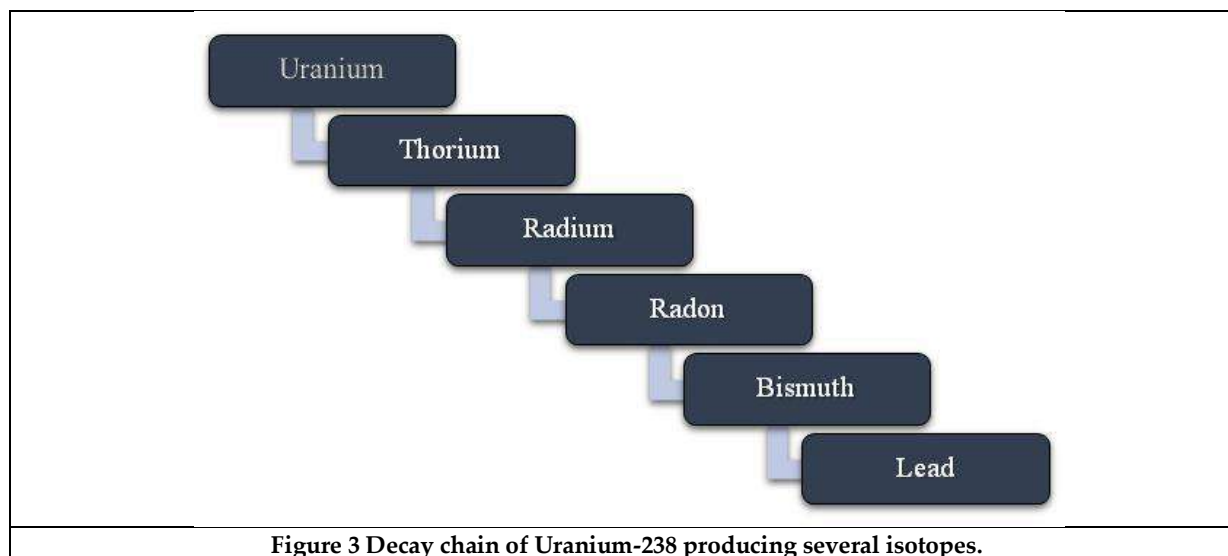 Uranium
Thorium
Radium
Radon
Bismuth
Lead
Figure 3 Decay chain of Uranium-238 producing several isotopes.